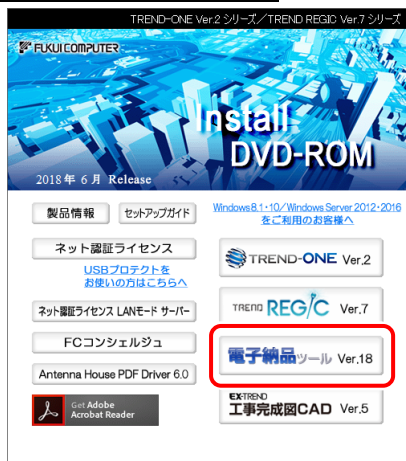 TREND-ONE Ver.2 シリーズ／TREND REGIC Ver.7 シリーズ
FUKUI COMPUTER
Install
DVD-ROM
2018年 6月 Release
製品情報
セットアップガイド
Windows8.1・10／Windows Server 2012・2016
をご利用のお客様へ
ネット認証ライセンス
USBプロテクトを
お使いの方はこちらへ
TREND-ONE Ver.2
ネット認証ライセンス LANモード サーバー
TREND REGIC Ver.7
FCコンシェルジュ
電子納品ツール Ver.18
Antenna House PDF Driver 6.0
Get Adobe
Acrobat Reader
EX-TREND
工事完成図CAD Ver.5